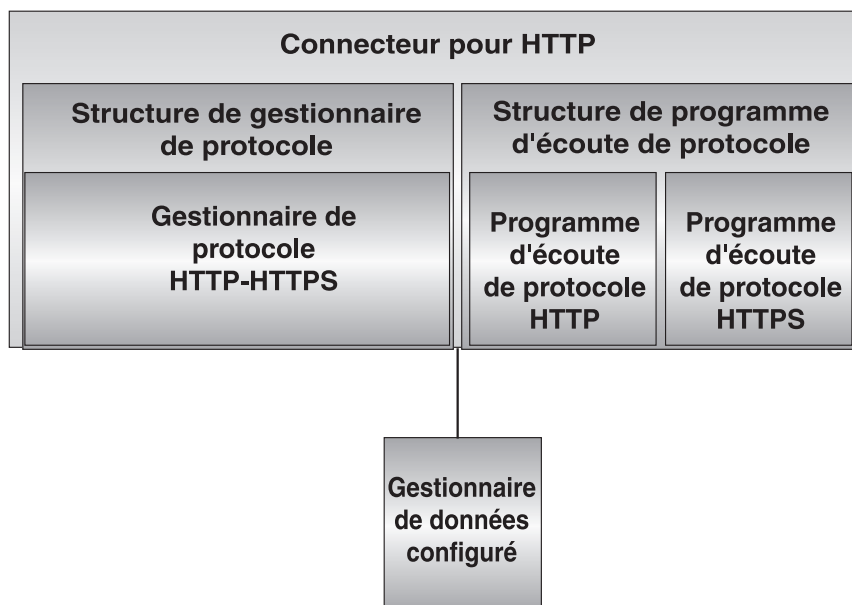 Connecteur pour HTTP
Structure de gestionnaire
de protocole
Structure de programme
d'écoute de protocole
Gestionnaire de
protocole
HTTP-HTTPS
Programme
d'écoute
de protocole
HTTP
Programme
d'écoute
de protocole
HTTPS
Gestionnaire
de données
configuré